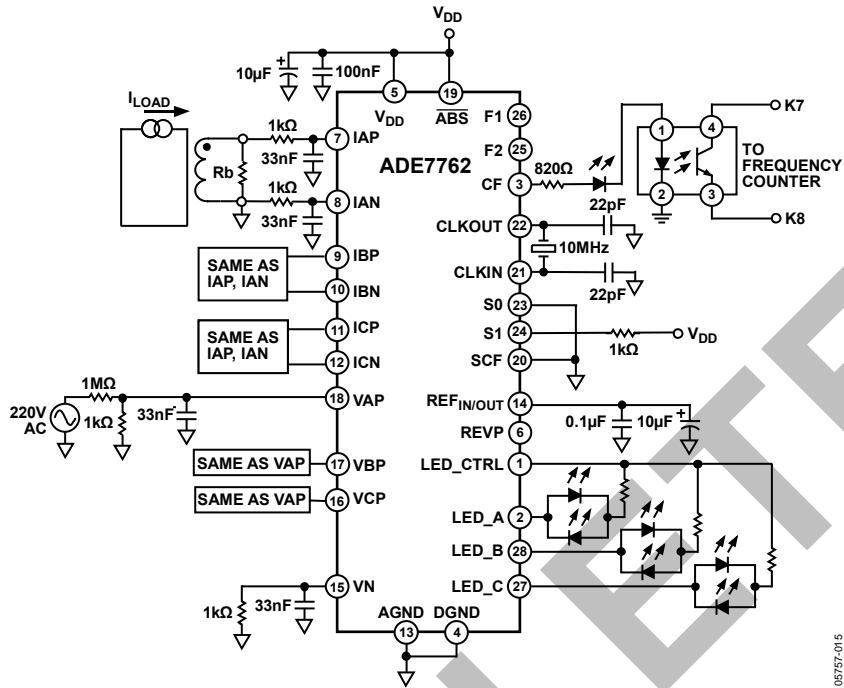 VDD
10µF
+
100nF
5
VDD
19
ABS
ILOAD
1kΩ
7
IAP
33nF
Rb
1kΩ
8
IAN
33nF
ADE7762
9
IBP
SAME AS
IAP, IAN
10
IBN
11
ICP
SAME AS
IAP, IAN
12
ICN
1MΩ
18
VAP
220V
AC
1kΩ
33nF
17
VBP
SAME AS VAP
16
VCP
SAME AS VAP
15
VN
1kΩ
33nF
AGND
13
DGND
4
F1
26
F2
25
CF
3
820Ω
1
4
2
3
K7
TO
FREQUENCY
COUNTER
K8
CLKOUT
22
22pF
10MHz
CLKIN
21
22pF
S0
23
S1
24
1kΩ
VDD
SCF
20
REFIN/OUT
14
0.1µF
10µF
+
REVP
6
LED_CTRL
1
LED_A
2
LED_B
28
LED_C
27
05757-015